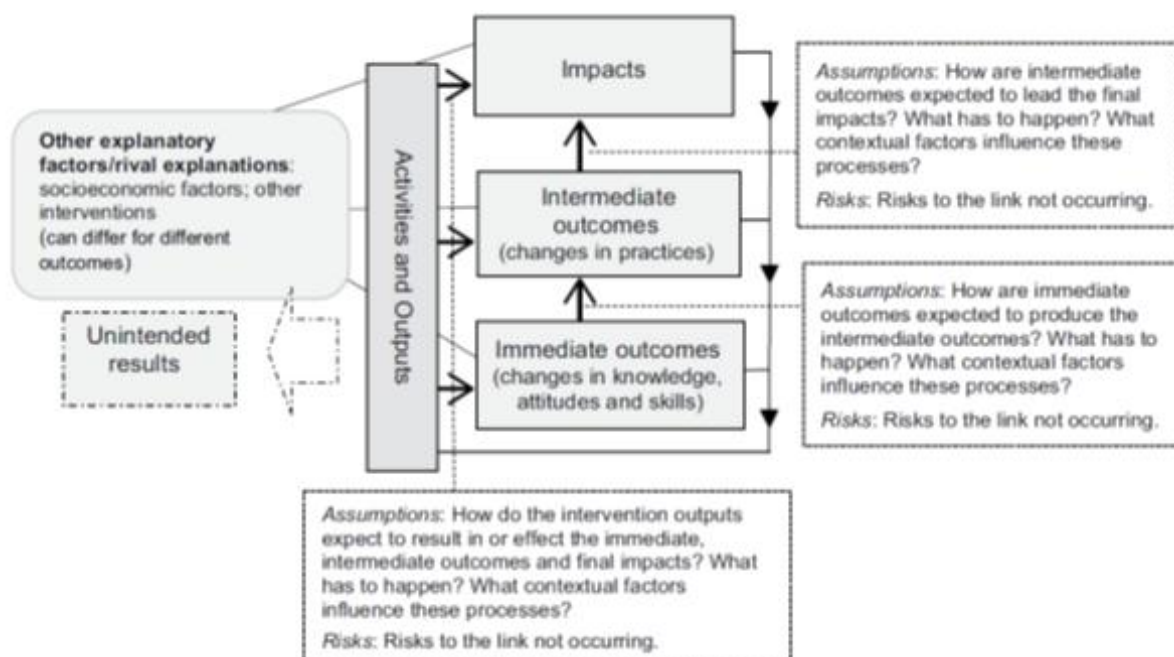 Impacts
Assumptions: How are intermediate
outcomes expected to lead the final
impacts? What has to happen? What
contextual factors influence these
processes?
Risks: Risks to the link not occurring.
Other explanatory
factors/rival explanations:
socioeconomic factors; other
interventions
(can differ for different
outcomes)
Activities and Outputs
Intermediate
outcomes
(changes in practices)
Unintended
results
Immediate outcomes
(changes in knowledge,
attitudes and skills)
Assumptions: How are immediate
outcomes expected to produce the
intermediate outcomes? What has to
happen? What contextual factors
influence these processes?
Risks: Risks to the link not occurring.
Assumptions: How do the intervention outputs
expect to result in or effect the immediate,
intermediate outcomes and final impacts? What
has to happen? What contextual factors
influence these processes?
Risks: Risks to the link not occurring.